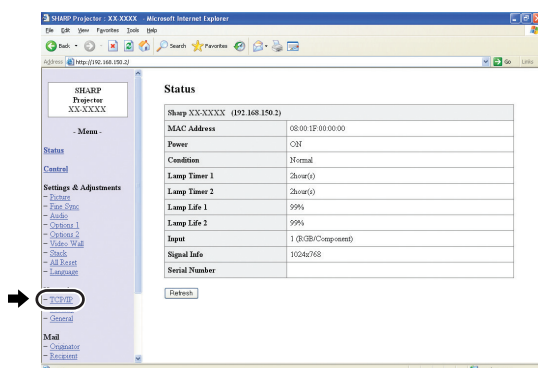 SHARP Projector : XX-XXXX - Microsoft Internet Explorer
File Edit View Favorites Tools Help
Back Search Favorites
Address http://192.168.150.2/ Go Links
SHARP
Projector
XX-XXXX
- Menu -
Status
Control
Settings & Adjustments
- Picture
- Fine Sync
- Audio
- Options 1
- Options 2
- Video Wall
- Stack
- All Reset
- Language
- TCP/IP
- General
Mail
- Originator
- Recipient
Status
Sharp XX-XXXX (192.168.150.2)
MAC Address 08:00:1F:00:00:00
Power ON
Condition Normal
Lamp Timer 1 2hour(s)
Lamp Timer 2 2hour(s)
Lamp Life 1 99%
Lamp Life 2 99%
Input 1 (RGB/Component)
Signal Info 1024x768
Serial Number
Refresh